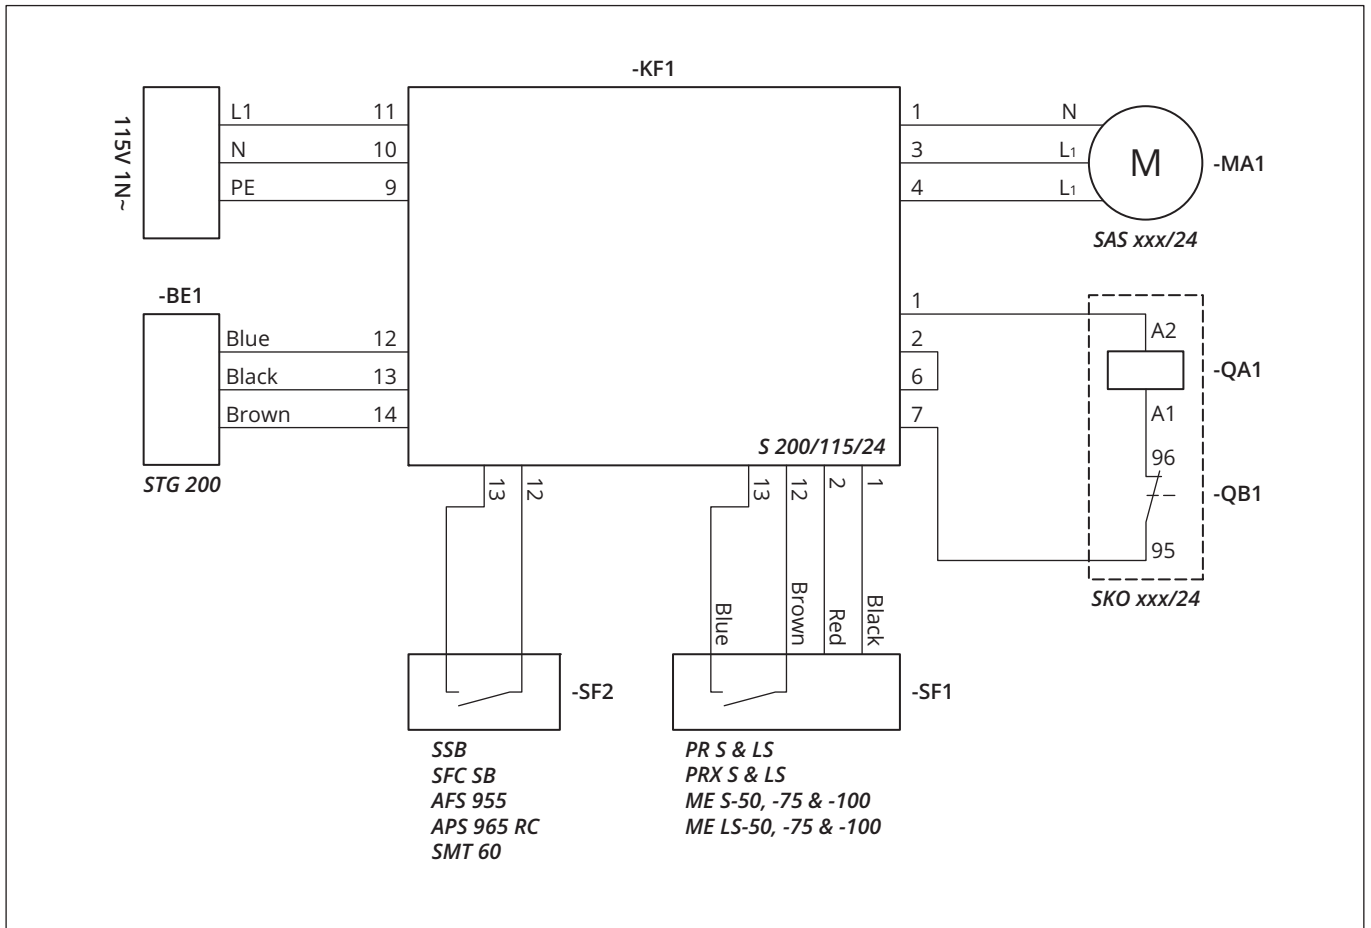 -KF1
115V 1N~
L1 11
N 10
PE 9
1 N
3 L1
4 L1
M
-MA1
SAS xxx/24
-BE1
Blue 12
Black 13
Brown 14
STG 200
1
2
6
7
S 200/115/24
A2
-QA1
A1
96
-QB1
95
SKO xxx/24
13
12
13
12
2
1
Blue
Brown
Red
Black
-SF2
-SF1
SSB
SFC SB
AFS 955
APS 965 RC
SMT 60
PR S & LS
PRX S & LS
ME S-50, -75 & -100
ME LS-50, -75 & -100